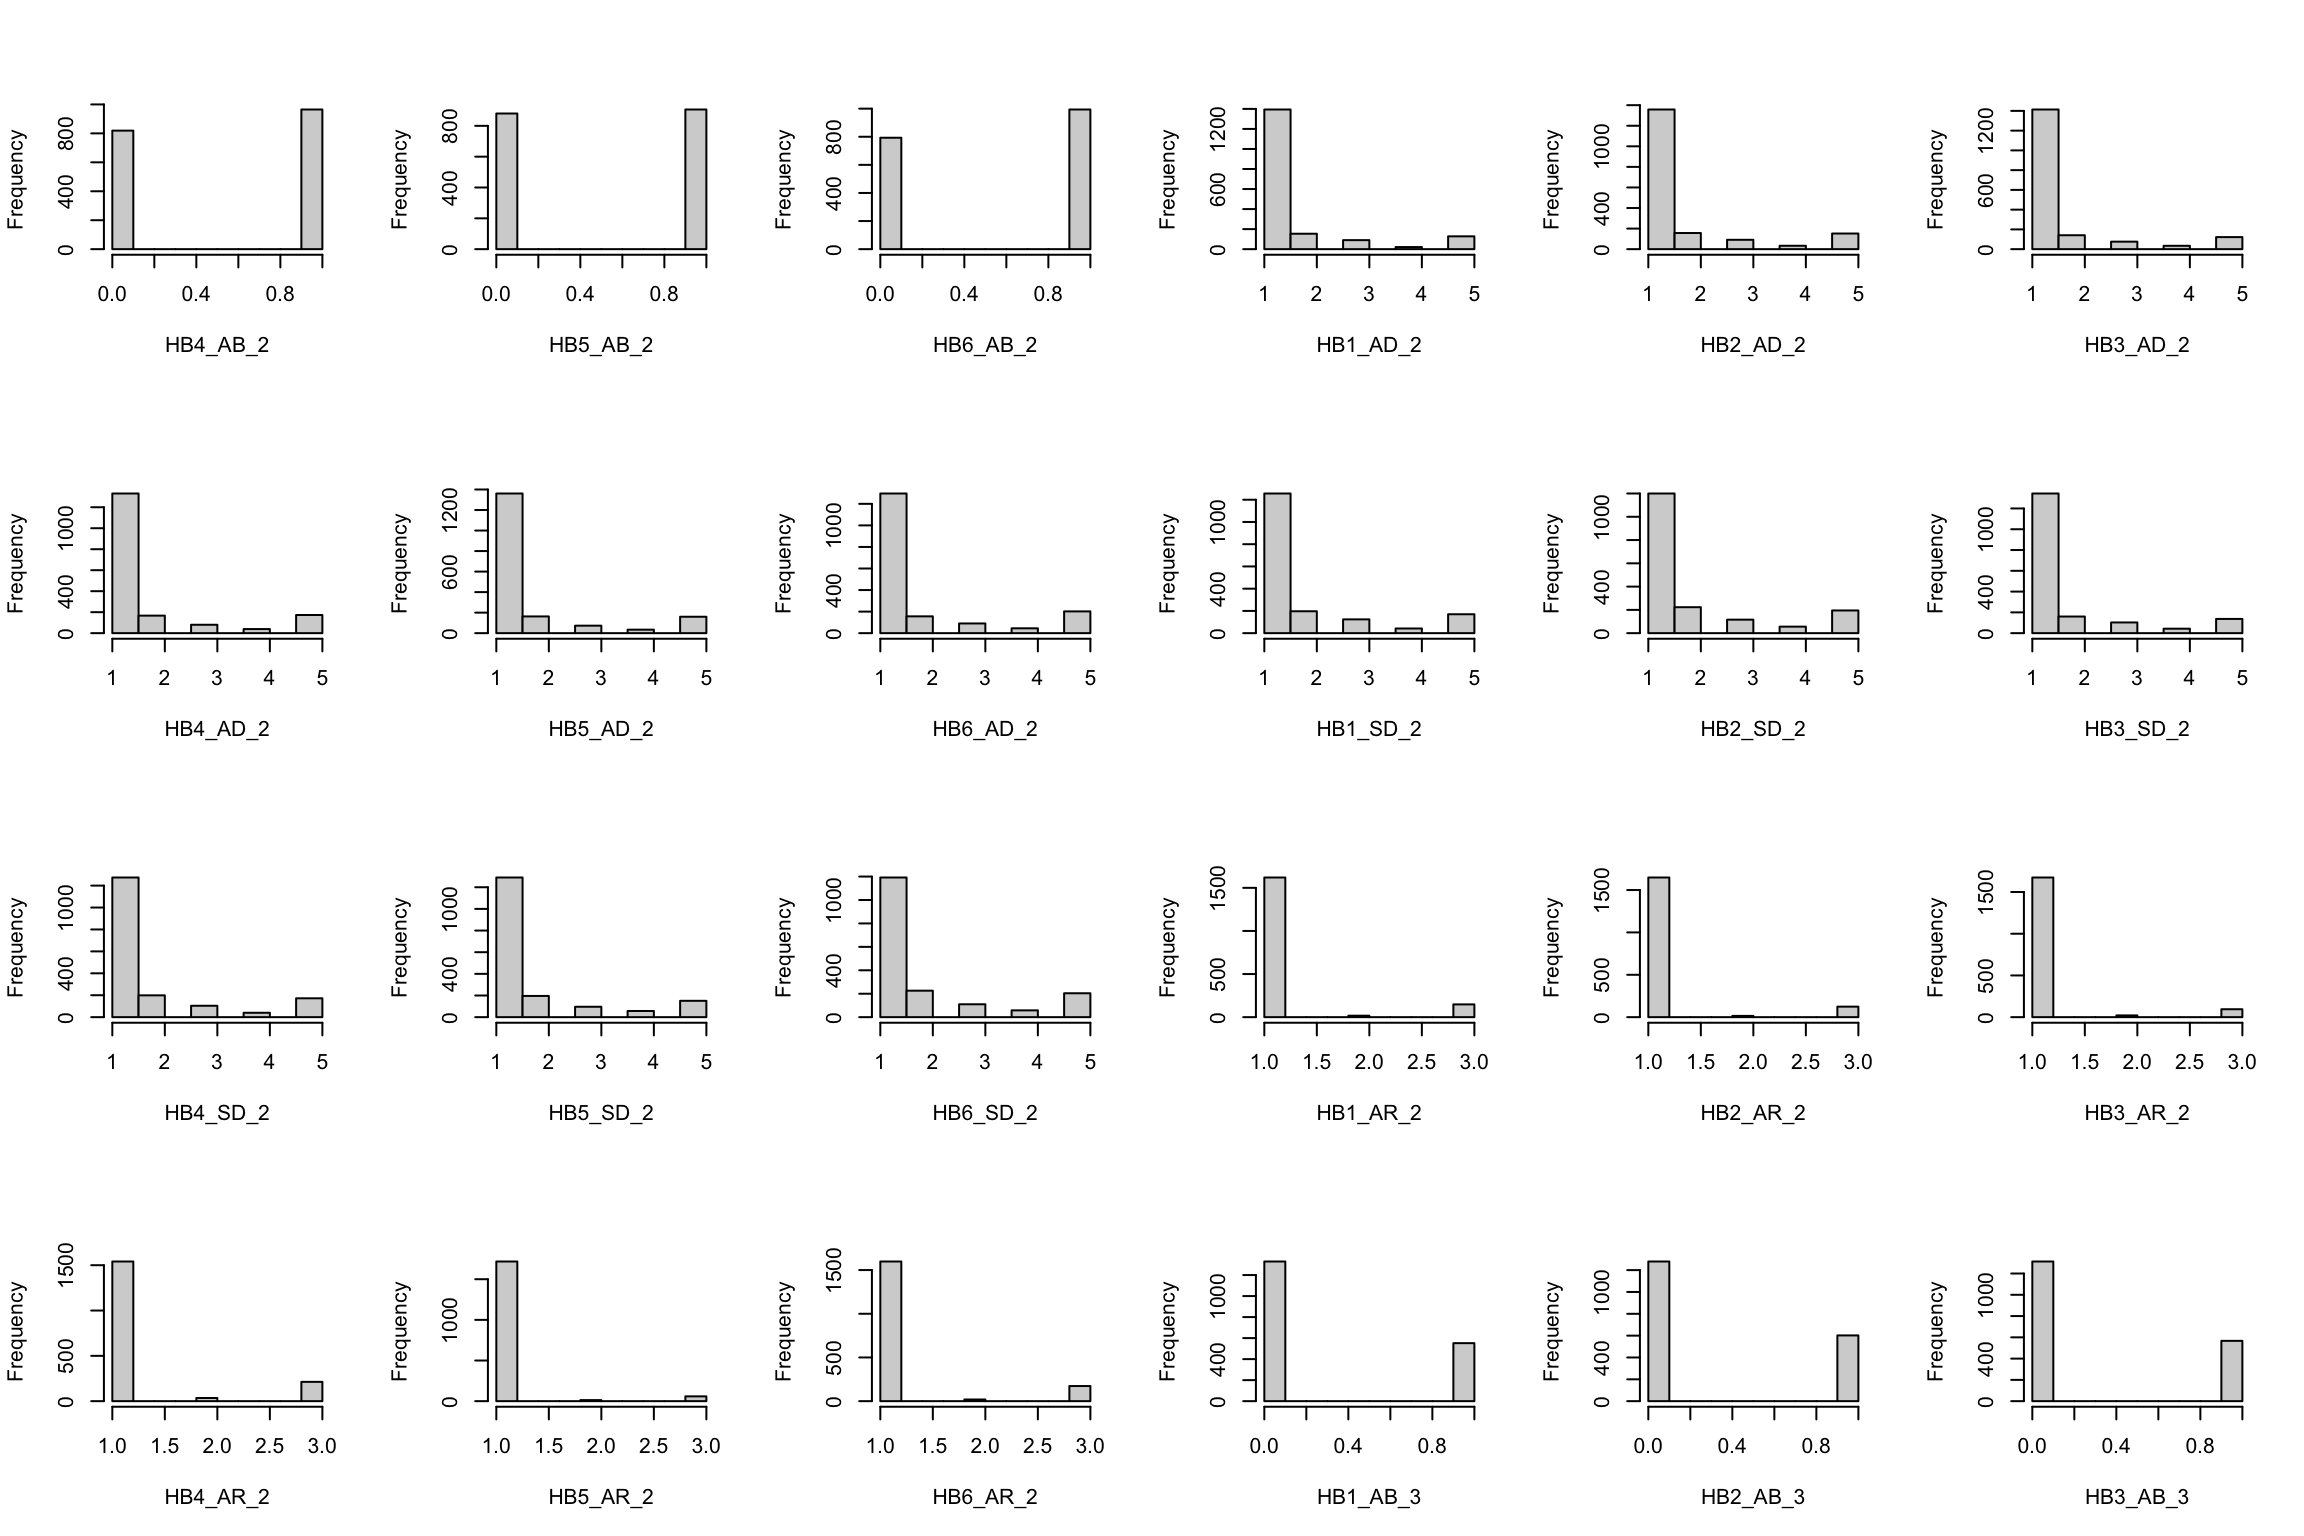 Frequency
0 400 800
0.0 0.4 0.8
HB4_AB_2
Frequency
0 400 800
0.0 0.4 0.8
HB5_AB_2
Frequency
0 400 800
0.0 0.4 0.8
HB6_AB_2
Frequency
0 600 1200
1 2 3 4 5
HB1_AD_2
Frequency
0 400 1000
1 2 3 4 5
HB2_AD_2
Frequency
0 600 1200
1 2 3 4 5
HB3_AD_2
Frequency
0 400 1000
1 2 3 4 5
HB4_AD_2
Frequency
0 600 1200
1 2 3 4 5
HB5_AD_2
Frequency
0 400 1000
1 2 3 4 5
HB6_AD_2
Frequency
0 400 1000
1 2 3 4 5
HB1_SD_2
Frequency
0 400 1000
1 2 3 4 5
HB2_SD_2
Frequency
0 400 1000
1 2 3 4 5
HB3_SD_2
Frequency
0 400 1000
1 2 3 4 5
HB4_SD_2
Frequency
0 400 1000
1 2 3 4 5
HB5_SD_2
Frequency
0 400 1000
1 2 3 4 5
HB6_SD_2
Frequency
0 500 1500
1.0 1.5 2.0 2.5 3.0
HB1_AR_2
Frequency
0 500 1500
1.0 1.5 2.0 2.5 3.0
HB2_AR_2
Frequency
0 500 1500
1.0 1.5 2.0 2.5 3.0
HB3_AR_2
Frequency
0 500 1500
1.0 1.5 2.0 2.5 3.0
HB4_AR_2
Frequency
0 1000
1.0 1.5 2.0 2.5 3.0
HB5_AR_2
Frequency
0 500 1500
1.0 1.5 2.0 2.5 3.0
HB6_AR_2
Frequency
0 400 1000
0.0 0.4 0.8
HB1_AB_3
Frequency
0 400 1000
0.0 0.4 0.8
HB2_AB_3
Frequency
0 400 1000
0.0 0.4 0.8
HB3_AB_3